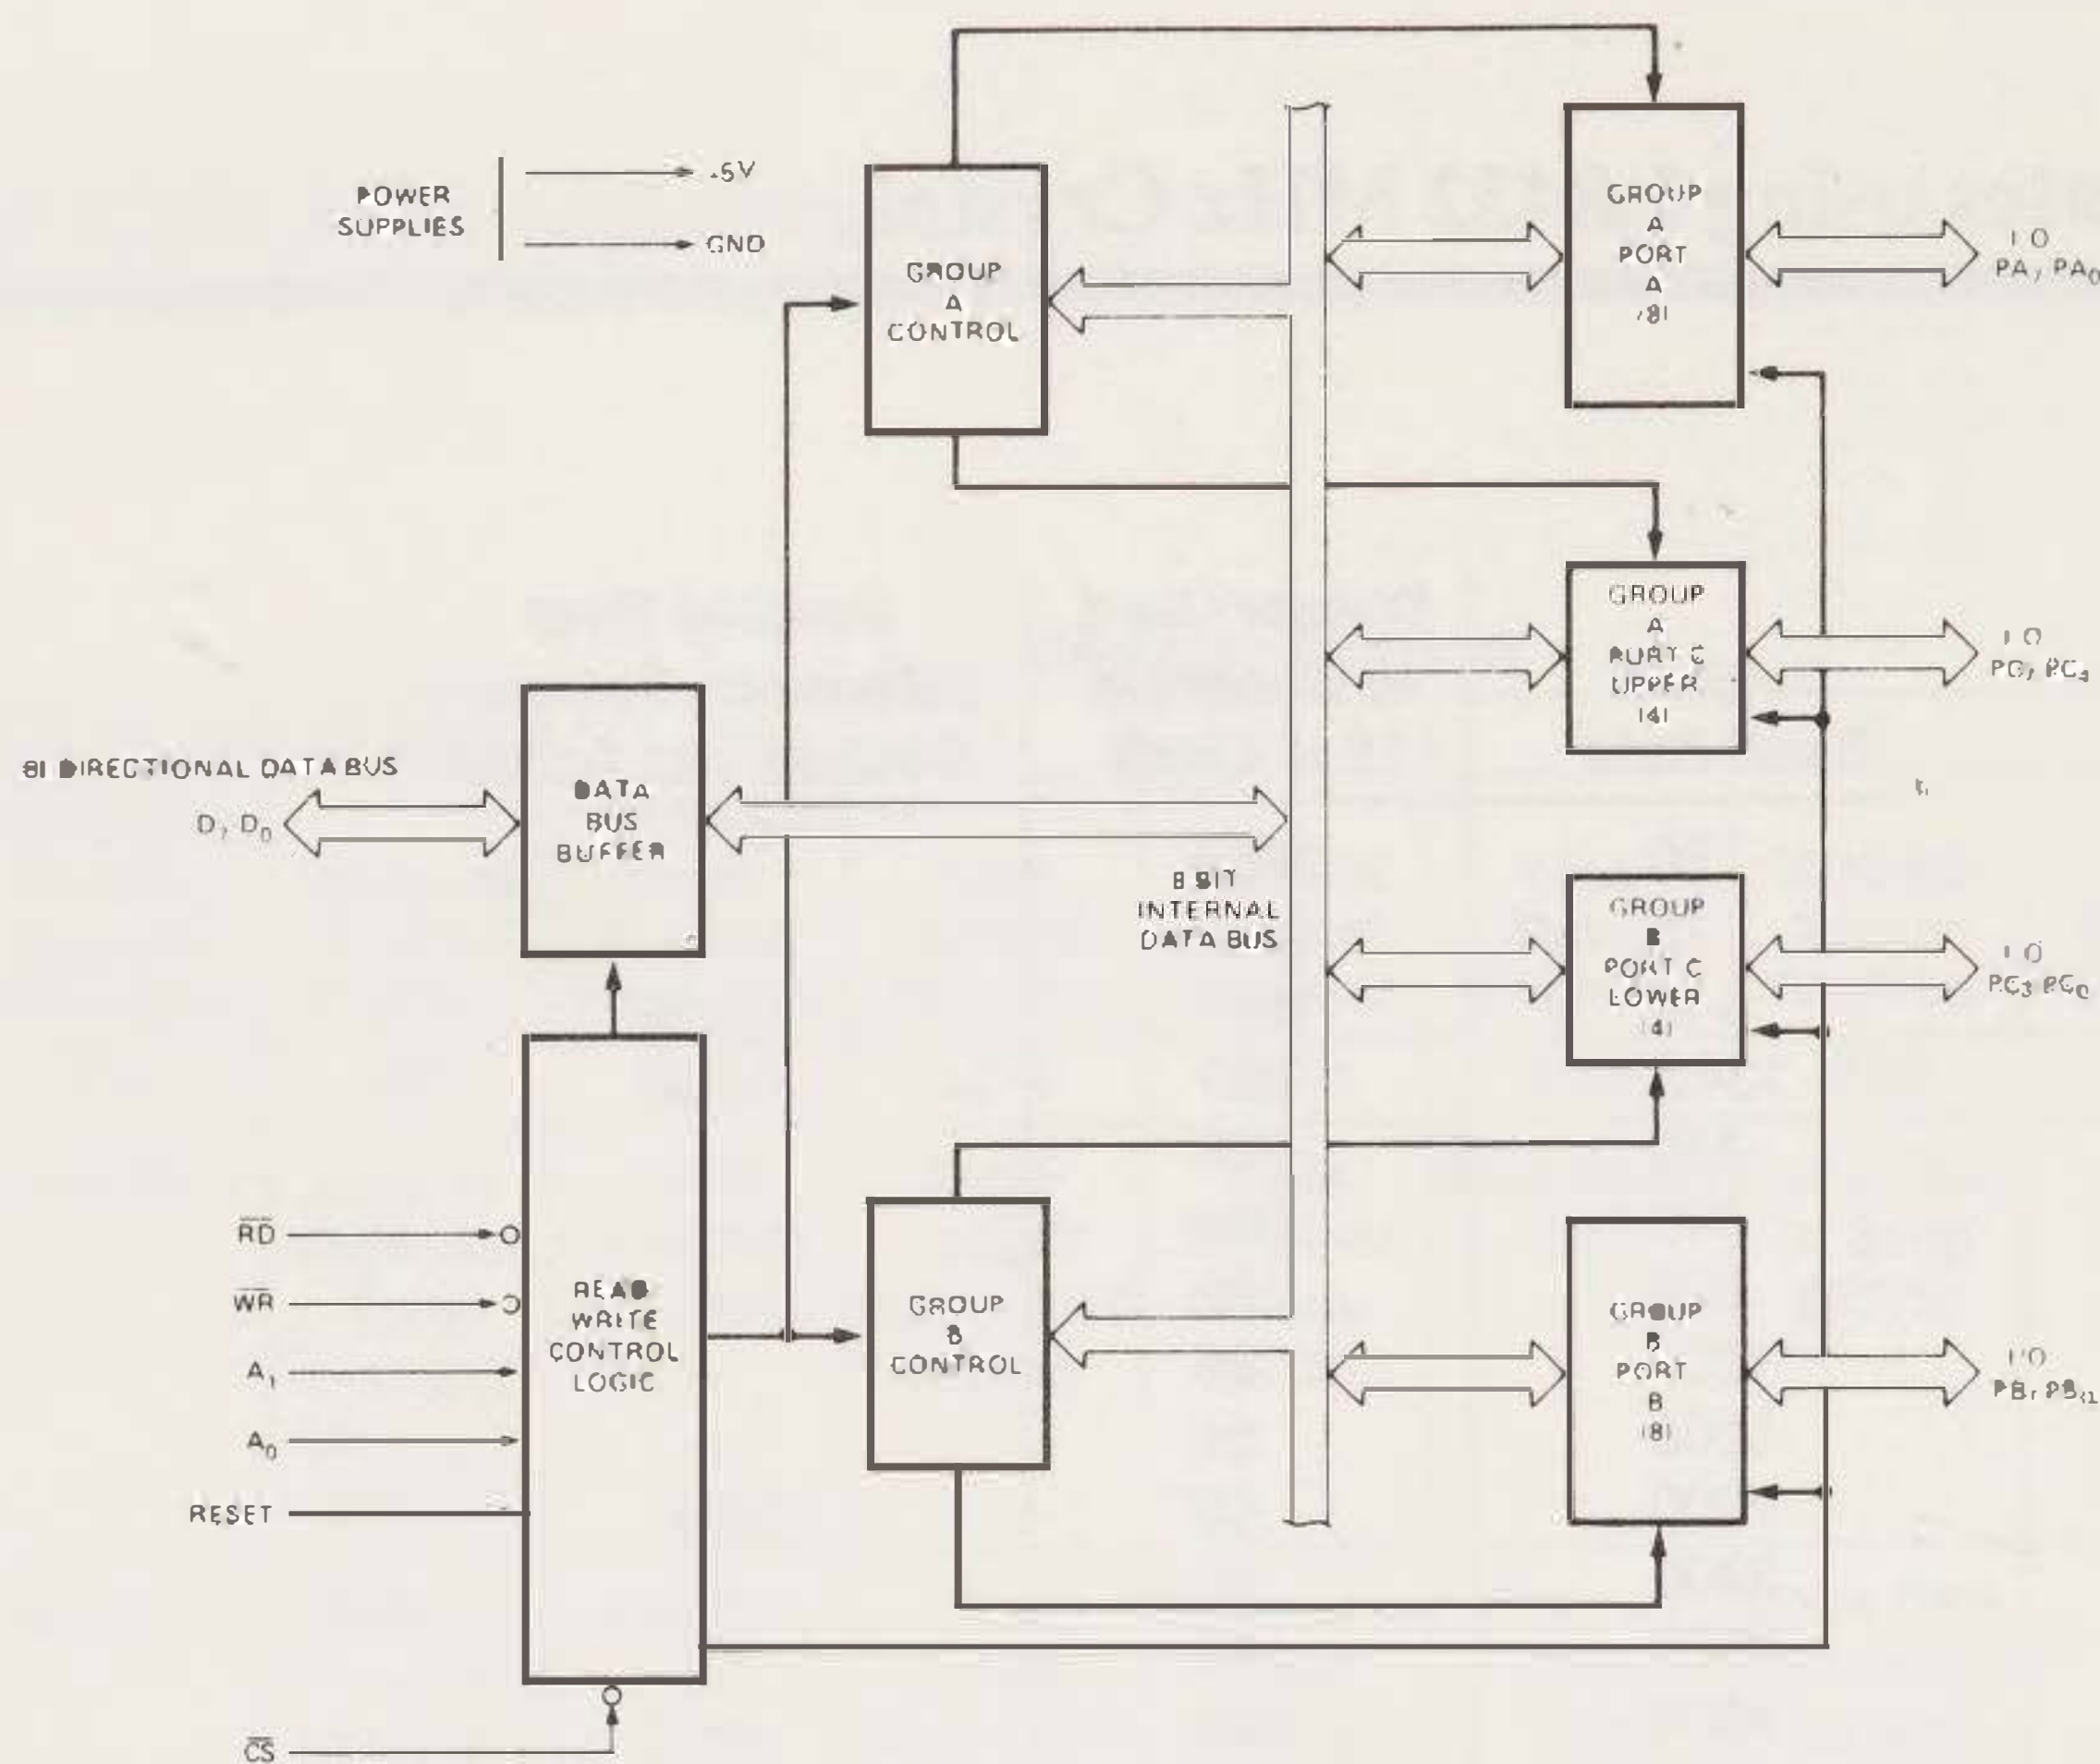 POWER
SUPPLIES
+5V
GND
GROUP
A
CONTROL
GROUP
A
PORT
A
(8)
I/O
PA7 PA0
GROUP
A
PORT C
UPPER
(4)
I/O
PC7 PC4
BI DIRECTIONAL DATA BUS
D7 D0
DATA
BUS
BUFFER
8 BIT
INTERNAL
DATA BUS
GROUP
B
PORT C
LOWER
(4)
I/O
PC3 PC0
RD
WR
A1
A0
RESET
CS
READ
WRITE
CONTROL
LOGIC
GROUP
B
CONTROL
GROUP
B
PORT
B
(8)
I/O
PB7 PB0